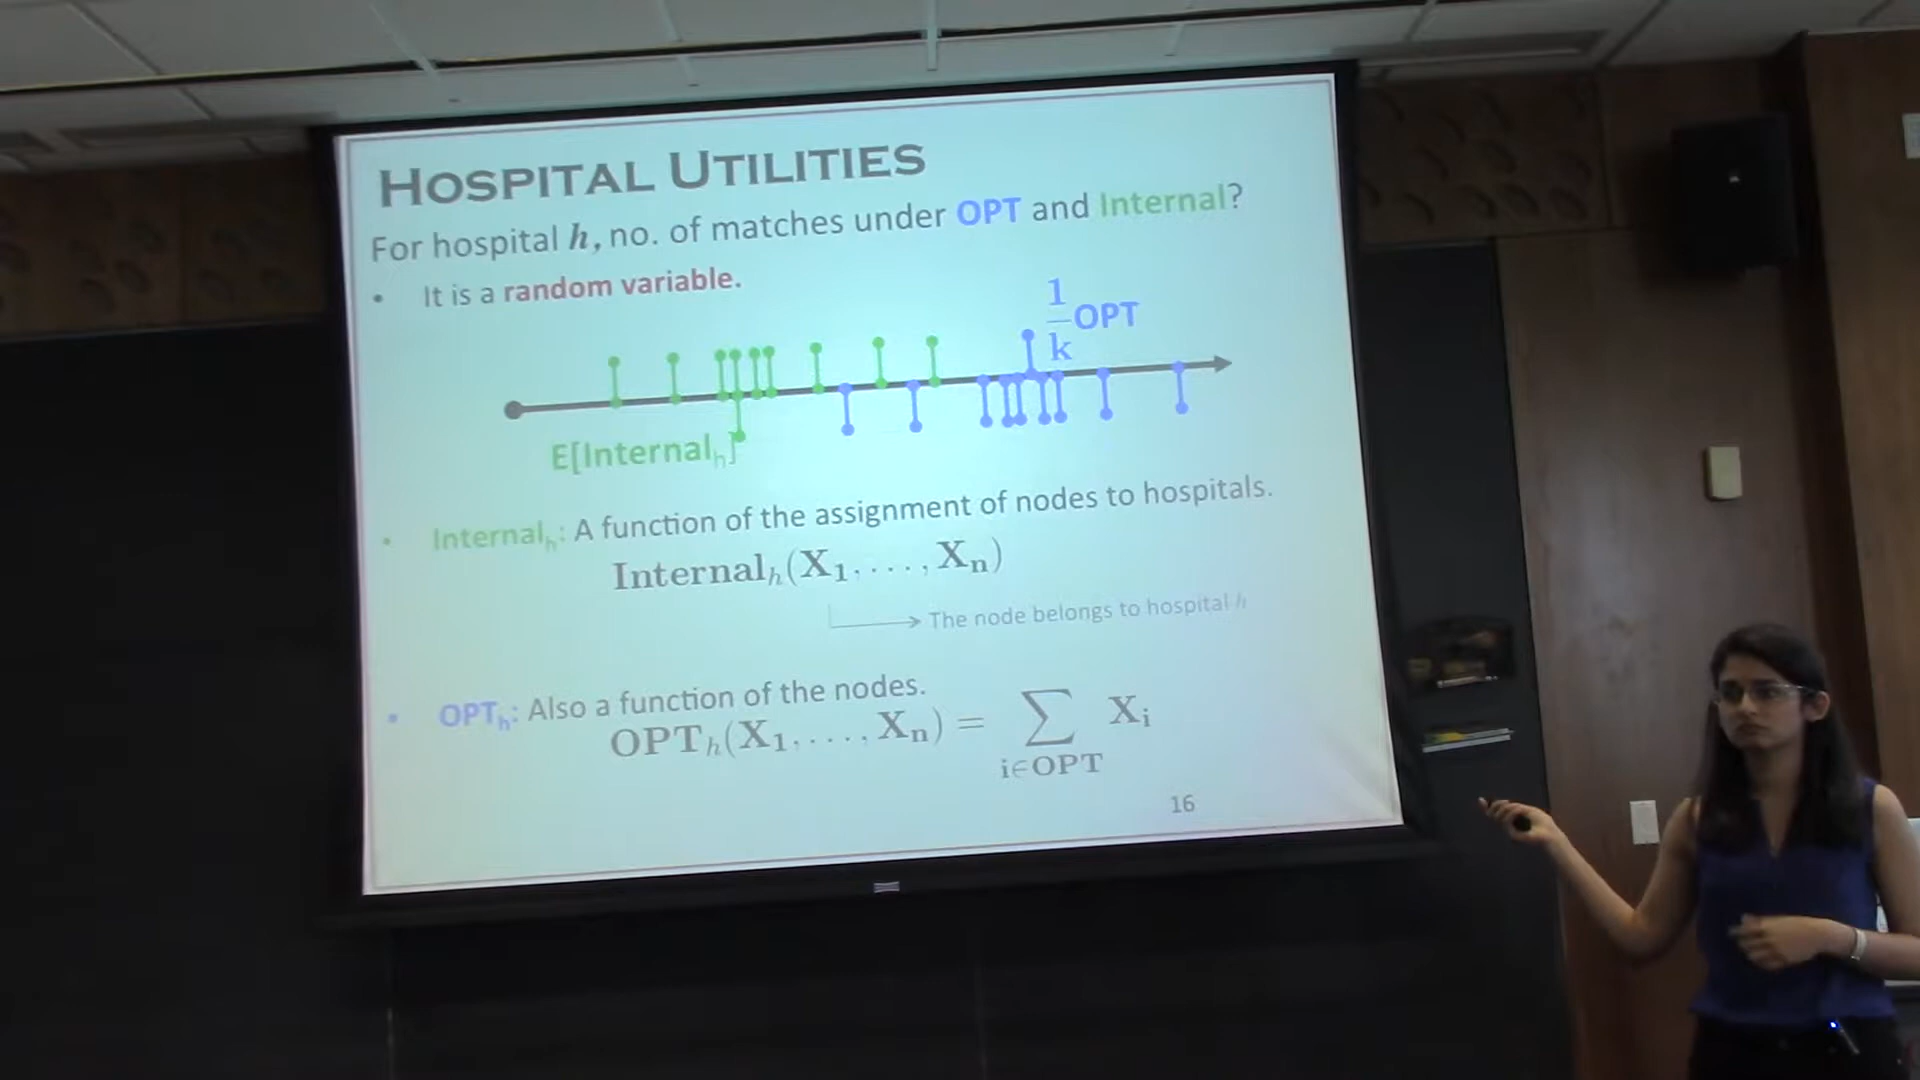 HOSPITAL UTILITIES
For hospital h, no. of matches under OPT and Internal?
• It is a random variable.
1/k OPT
E[Internal_h]
• Internal_h: A function of the assignment of nodes to hospitals.
Internal_h(X_1, . . . , X_n)
The node belongs to hospital h
• OPT_h: Also a function of the nodes.
OPT_h(X_1, . . . , X_n) = ∑_{i∈OPT} X_i
16